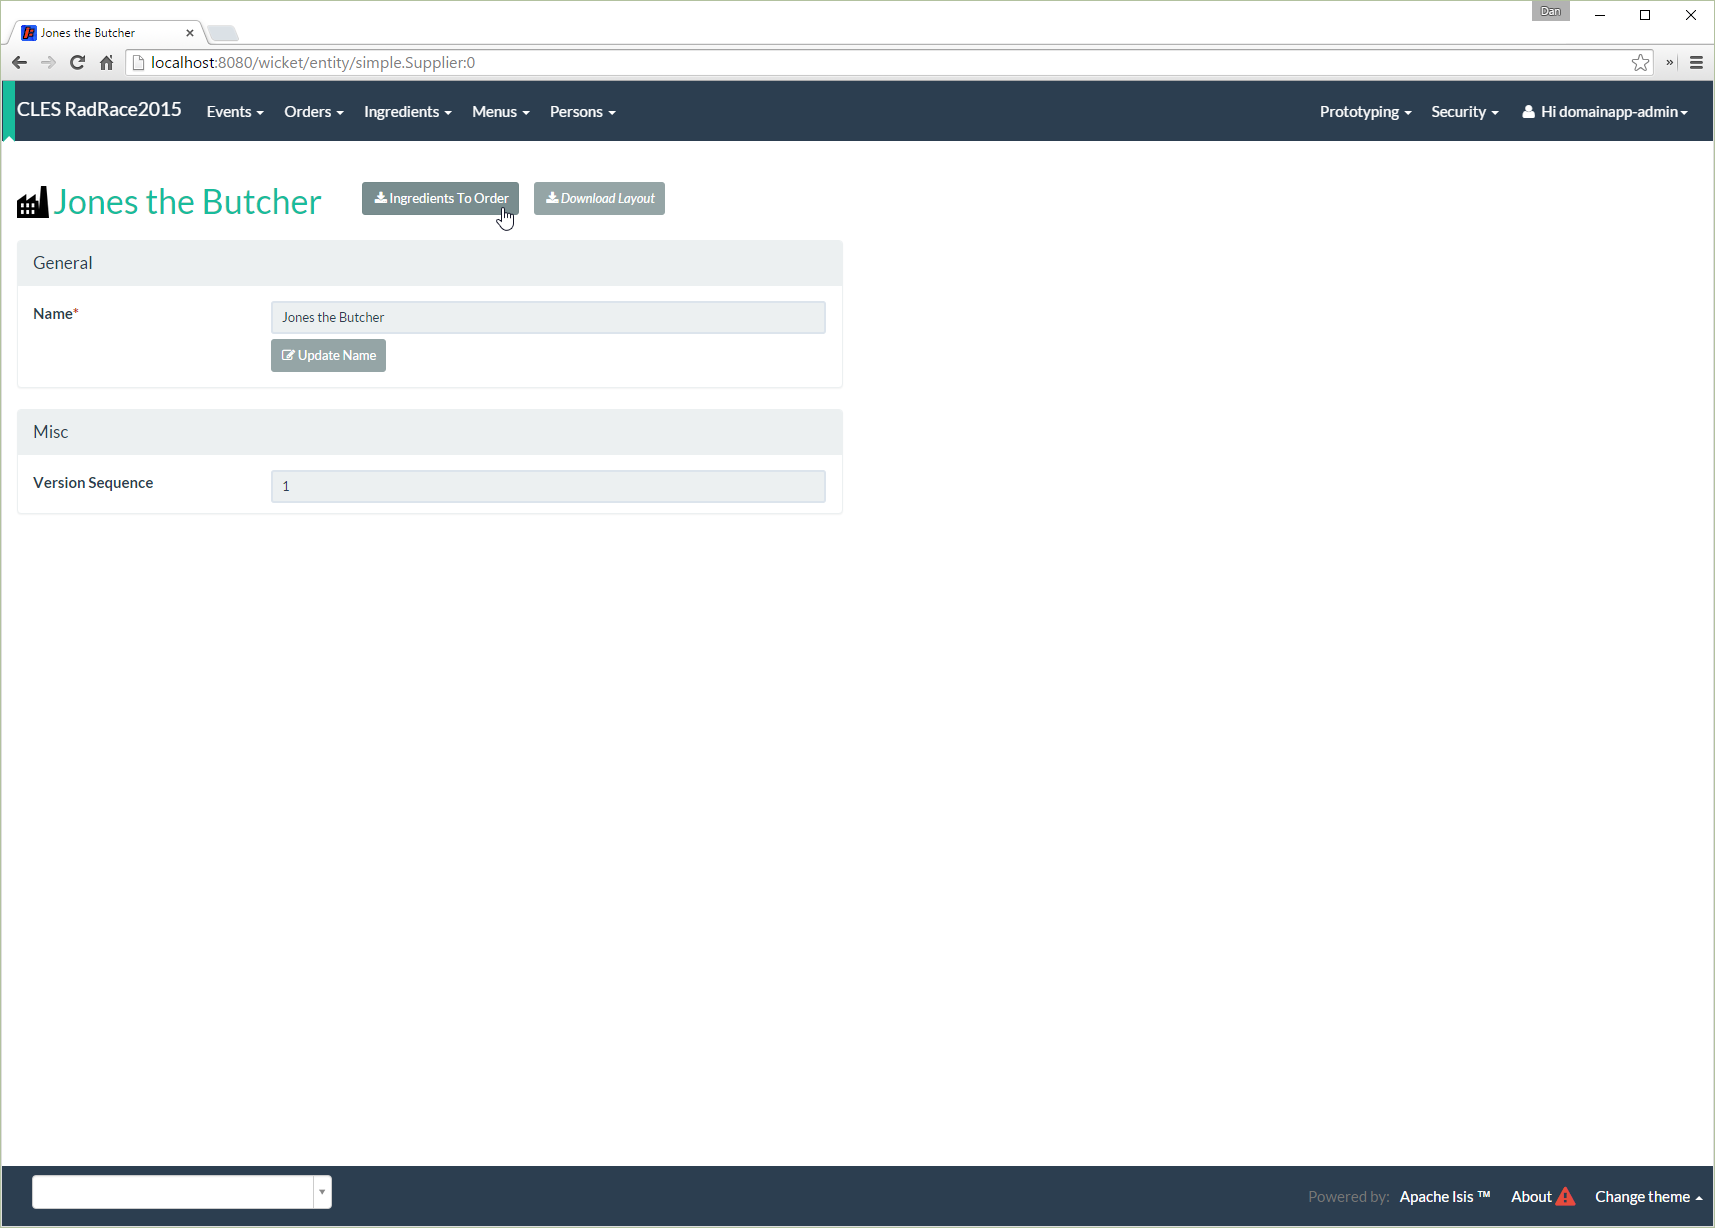 Dan
Jones the Butcher
localhost:8080/wicket/entity/simple.Supplier:0
CLES RadRace2015 Events Orders Ingredients Menus Persons Prototyping Security Hi domainapp-admin
Jones the Butcher Ingredients To Order Download Layout
General
Name* Jones the Butcher
Update Name
Misc
Version Sequence 1
Powered by: Apache Isis ™ About Change theme